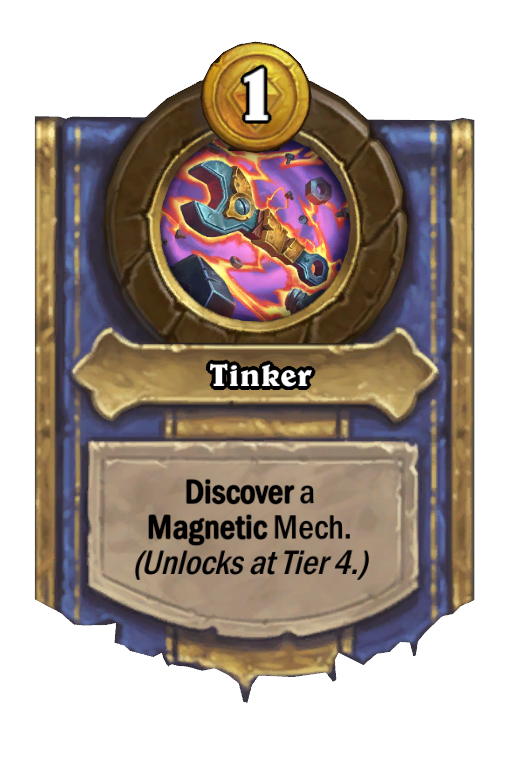 1
Tinker
Discover a
Magnetic Mech.
(Unlocks at Tier 4.)